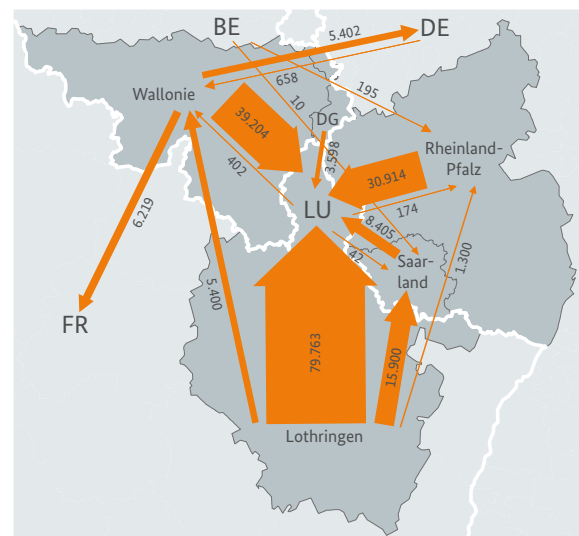 BE
5.402
DE
658
Wallonie
10
195
39.204
DG
3.598
Rheinland-
Pfalz
402
30.914
LU
174
8.405
6.219
42
Saar-
land
1.300
5.400
FR
79.763
15.900
Lothringen